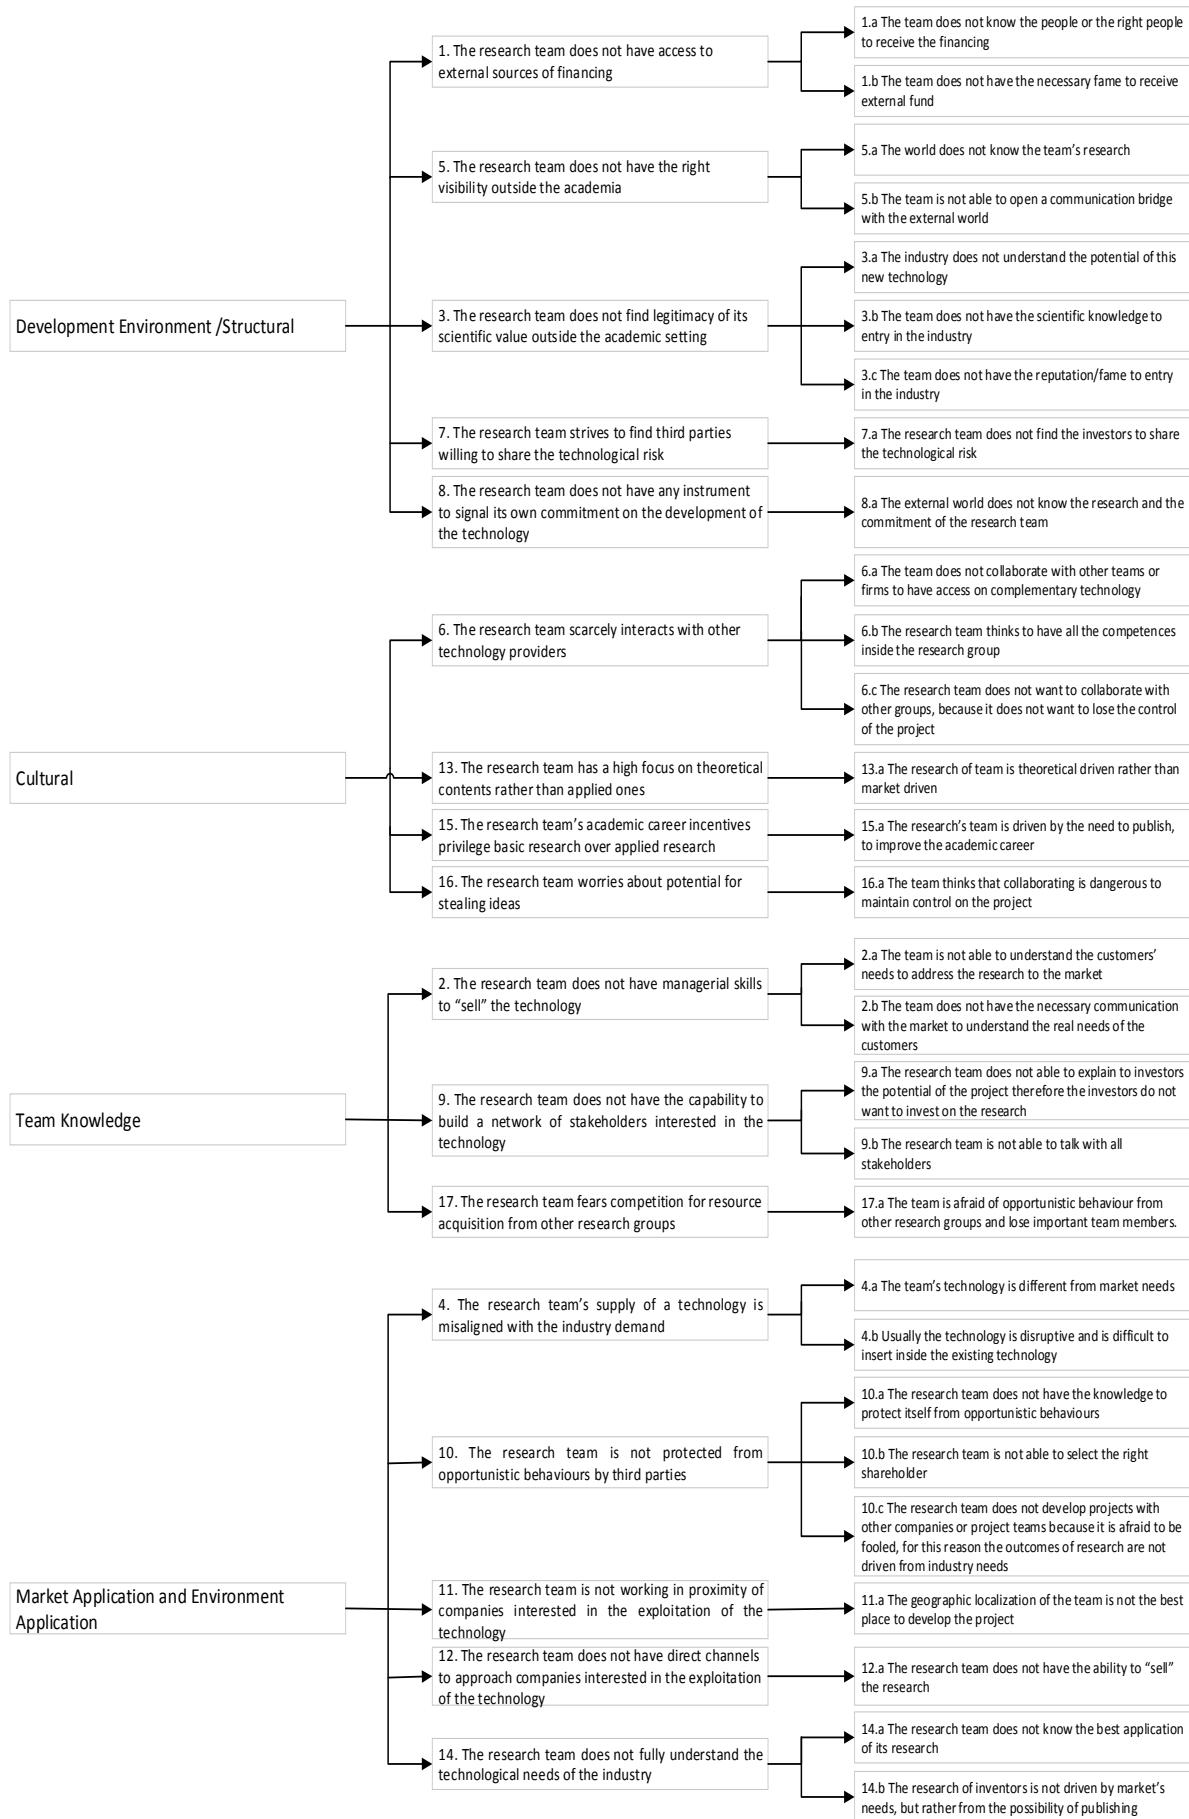 Development Environment /Structural
1. The research team does not have access to
external sources of financing
1.a The team does not know the people or the right people
to receive the financing
1.b The team does not have the necessary fame to receive
external fund
5. The research team does not have the right
visibility outside the academia
5.a The world does not know the team's research
5.b The team is not able to open a communication bridge
with the external world
3. The research team does not find legitimacy of its
scientific value outside the academic setting
3.a The industry does not understand the potential of this
new technology
3.b The team does not have the scientific knowledge to
entry in the industry
3.c The team does not have the reputation/fame to entry
in the industry
7. The research team strives to find third parties
willing to share the technological risk
7.a The research team does not find the investors to share
the technological risk
8. The research team does not have any instrument
to signal its own commitment on the development of
the technology
8.a The external world does not know the research and the
commitment of the research team
Cultural
6. The research team scarcely interacts with other
technology providers
6.a The team does not collaborate with other teams or
firms to have access on complementary technology
6.b The research team thinks to have all the competences
inside the research group
6.c The research team does not want to collaborate with
other groups, because it does not want to lose the control
of the project
13. The research team has a high focus on theoretical
contents rather than applied ones
13.a The research of team is theoretical driven rather than
market driven
15. The research team's academic career incentives
privilege basic research over applied research
15.a The research's team is driven by the need to publish,
to improve the academic career
16. The research team worries about potential for
stealing ideas
16.a The team thinks that collaborating is dangerous to
maintain control on the project
Team Knowledge
2. The research team does not have managerial skills
to “sell” the technology
2.a The team is not able to understand the customers'
needs to address the research to the market
2.b The team does not have the necessary communication
with the market to understand the real needs of the
customers
9. The research team does not have the capability to
build a network of stakeholders interested in the
technology
9.a The research team does not able to explain to investors
the potential of the project therefore the investors do not
want to invest on the research
9.b The research team is not able to talk with all
stakeholders
17. The research team fears competition for resource
acquisition from other research groups
17.a The team is afraid of opportunistic behaviour from
other research groups and lose important team members.
Market Application and Environment
Application
4. The research team's supply of a technology is
misaligned with the industry demand
4.a The team's technology is different from market needs
4.b Usually the technology is disruptive and is difficult to
insert inside the existing technology
10. The research team is not protected from
opportunistic behaviours by third parties
10.a The research team does not have the knowledge to
protect itself from opportunistic behaviours
10.b The research team is not able to select the right
shareholder
10.c The research team does not develop projects with
other companies or project teams because it is afraid to be
fooled, for this reason the outcomes of research are not
driven from industry needs
11. The research team is not working in proximity of
companies interested in the exploitation of the
technology
11.a The geographic localization of the team is not the best
place to develop the project
12. The research team does not have direct channels
to approach companies interested in the exploitation
of the technology
12.a The research team does not have the ability to “sell”
the research
14. The research team does not fully understand the
technological needs of the industry
14.a The research team does not know the best application
of its research
14.b The research of inventors is not driven by market's
needs, but rather from the possibility of publishing